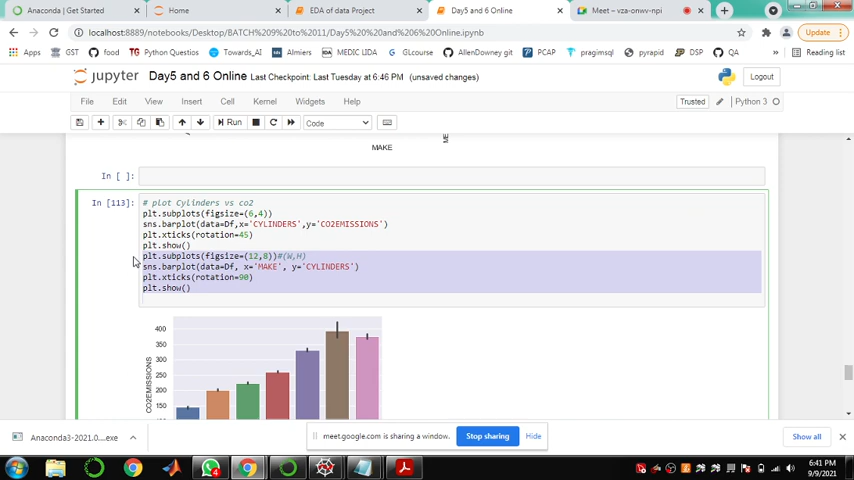 Anaconda | Get Started
Home
EDA of data Project
Day5 and 6 Online
Meet – vza-onwv-npi
localhost:8889/notebooks/Desktop/BATCH%209%20to%2011/Day5%20and%206%20Online.ipynb
Update
Apps
GST
colab
TQ
Python Questions
Towards_AI
Almiers
MEDIC LIDA
GLcourse
AllenDowney git
PCAP
pragimsql
pyrapid
DSP
QA
»
Reading list
jupyter Day5 and 6 Online Last Checkpoint: Last Tuesday at 6:46 PM (unsaved changes)
Logout
File Edit View Insert Cell Kernel Widgets Help
Trusted
Python 3
Run
Code
MAKE
ME
In [ ]:
In [113]:
# plot Cylinders vs co2
plt.subplots(figsize=(6,4))
sns.barplot(data=Df,x='CYLINDERS',y='CO2EMISSIONS')
plt.xticks(rotation=45)
plt.show()
plt.subplots(figsize=(12,8))#(W,H)
sns.barplot(data=Df, x='MAKE', y='CYLINDERS')
plt.xticks(rotation=90)
plt.show()
400
350
300
250
200
150
CO2EMISSIONS
Anaconda3-2021.0....exe
meet.google.com is sharing a window.
Stop sharing
Hide
Show all
6:41 PM
9/9/2021